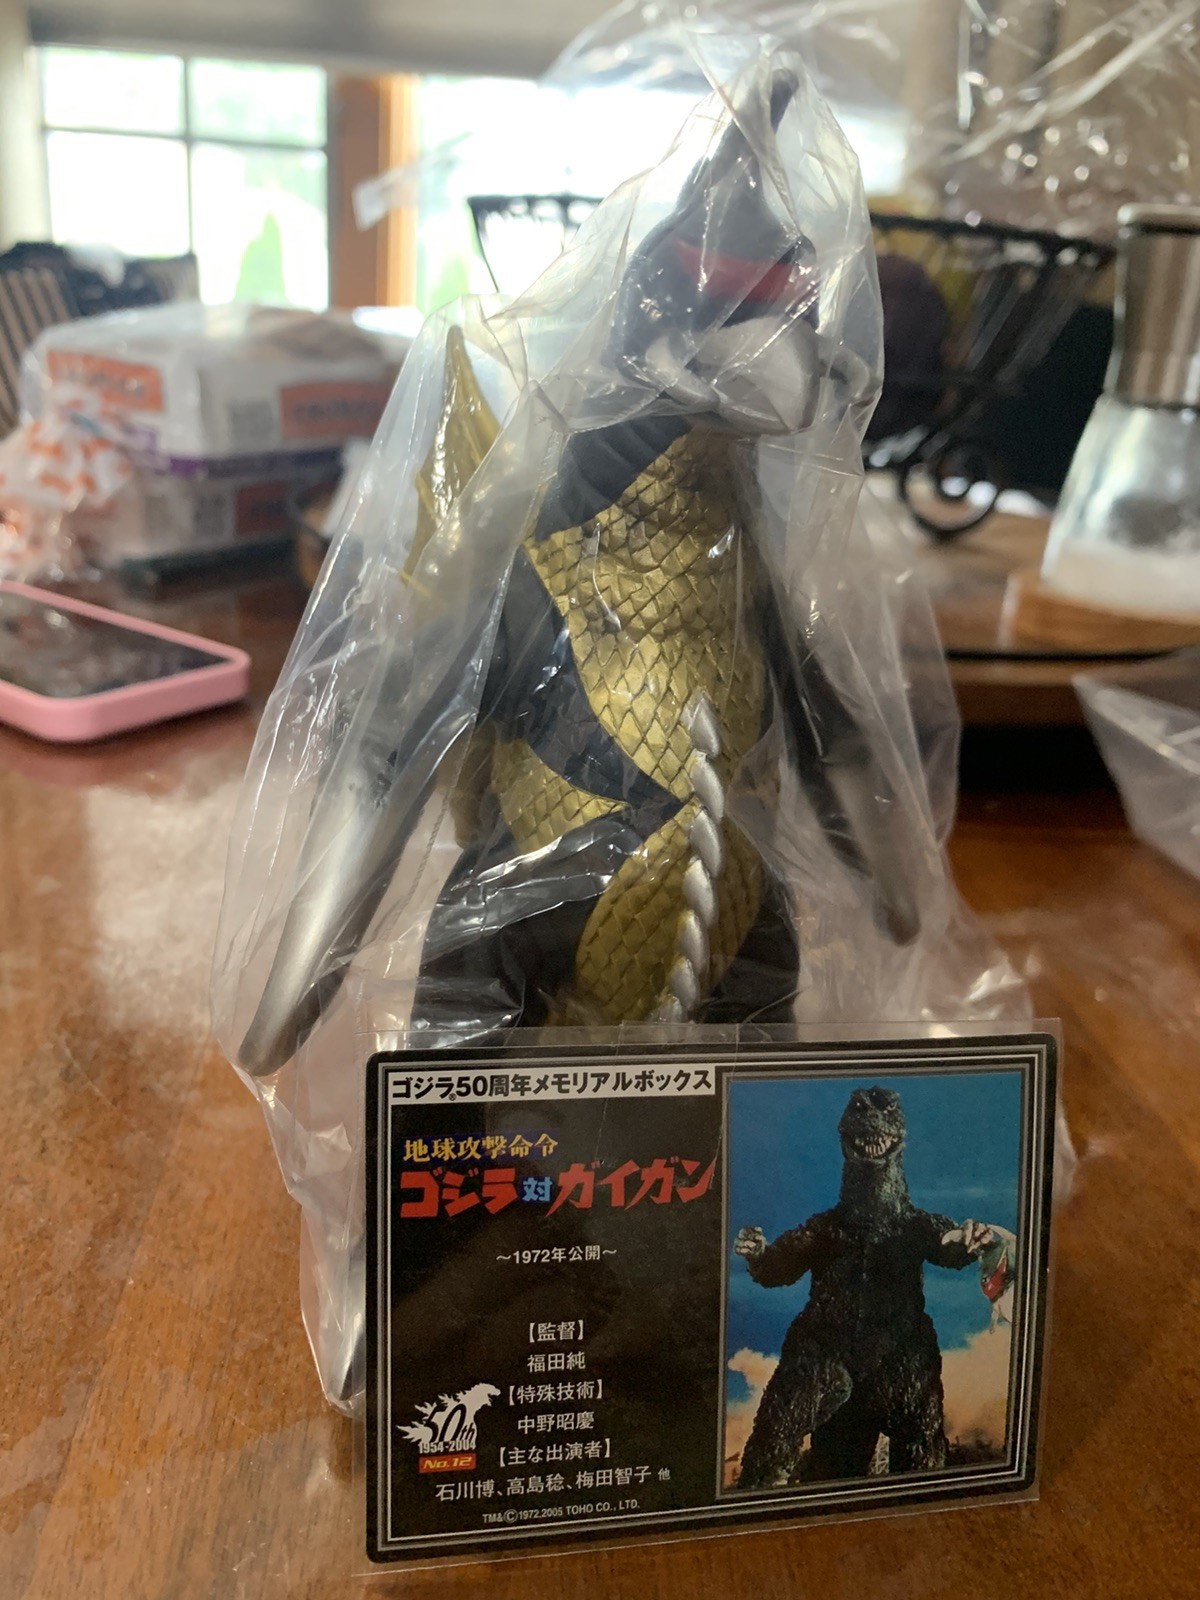 ゴジラ®50周年メモリアルボックス
地球攻撃命令
ゴジラ対ガイガン
～1972年公開～
【監督】
福田純
【特殊技術】
中野昭慶
【主な出演者】
石川博、高島稔、梅田智子 他
50th
1954-2004
No.12
TM&Ⓒ1972,2005 TOHO CO., LTD.